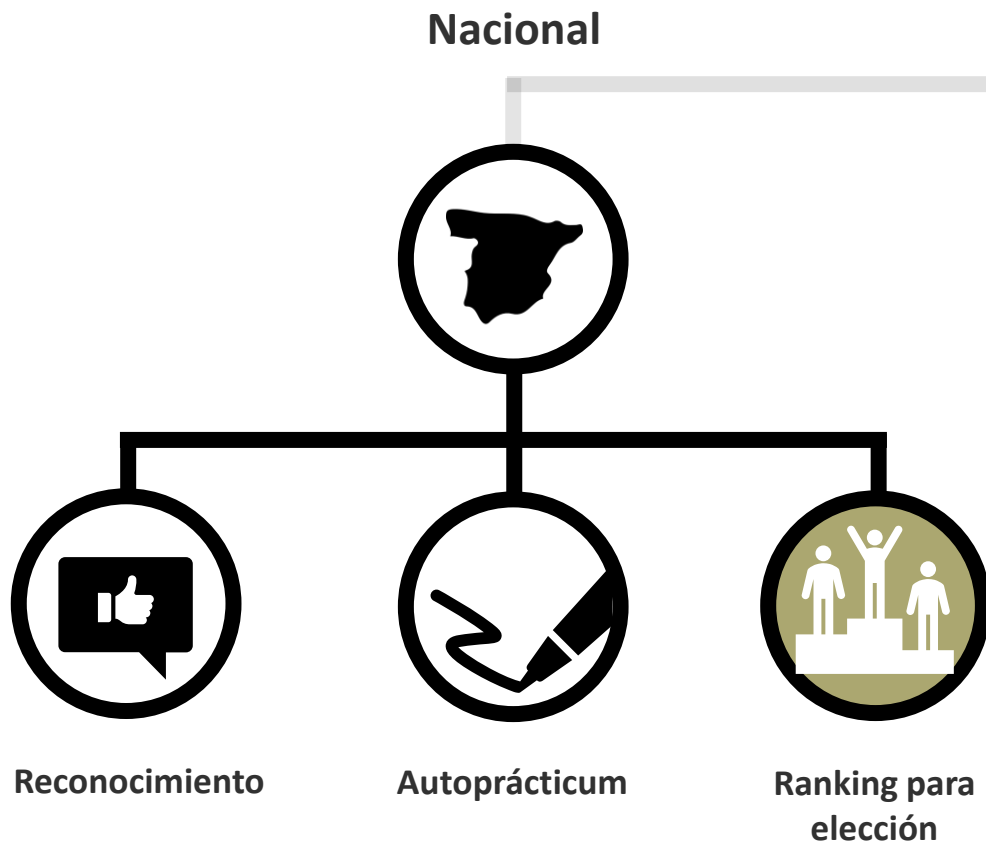 Nacional
Reconocimiento
Autoprácticum
Ranking para
elección